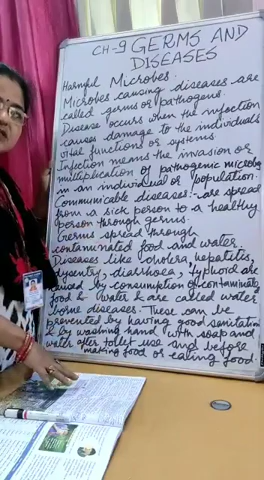 CH-9 GERMS AND
DISEASES
Harmful Microbes.
Microbes causing diseases are
called germs or pathogens.
Disease occurs when the infection
causes damage to the individual's
vital functions or systems.
Infection means the invasion or
multiplication of pathogenic microbes
in an individual or population.
Communicable diseases:- are spread
from a sick person to a healthy
person through germs.
Germs spread through
contaminated food and water.
Diseases like cholera, hepatitis,
dysentry, diarrhoea, typhoid are
caused by consumption of contaminate
food & water & are called water
borne diseases. These can be
prevented by having good sanitation
by washing hand with soap and
water after toilet use and before
making food or eating food.